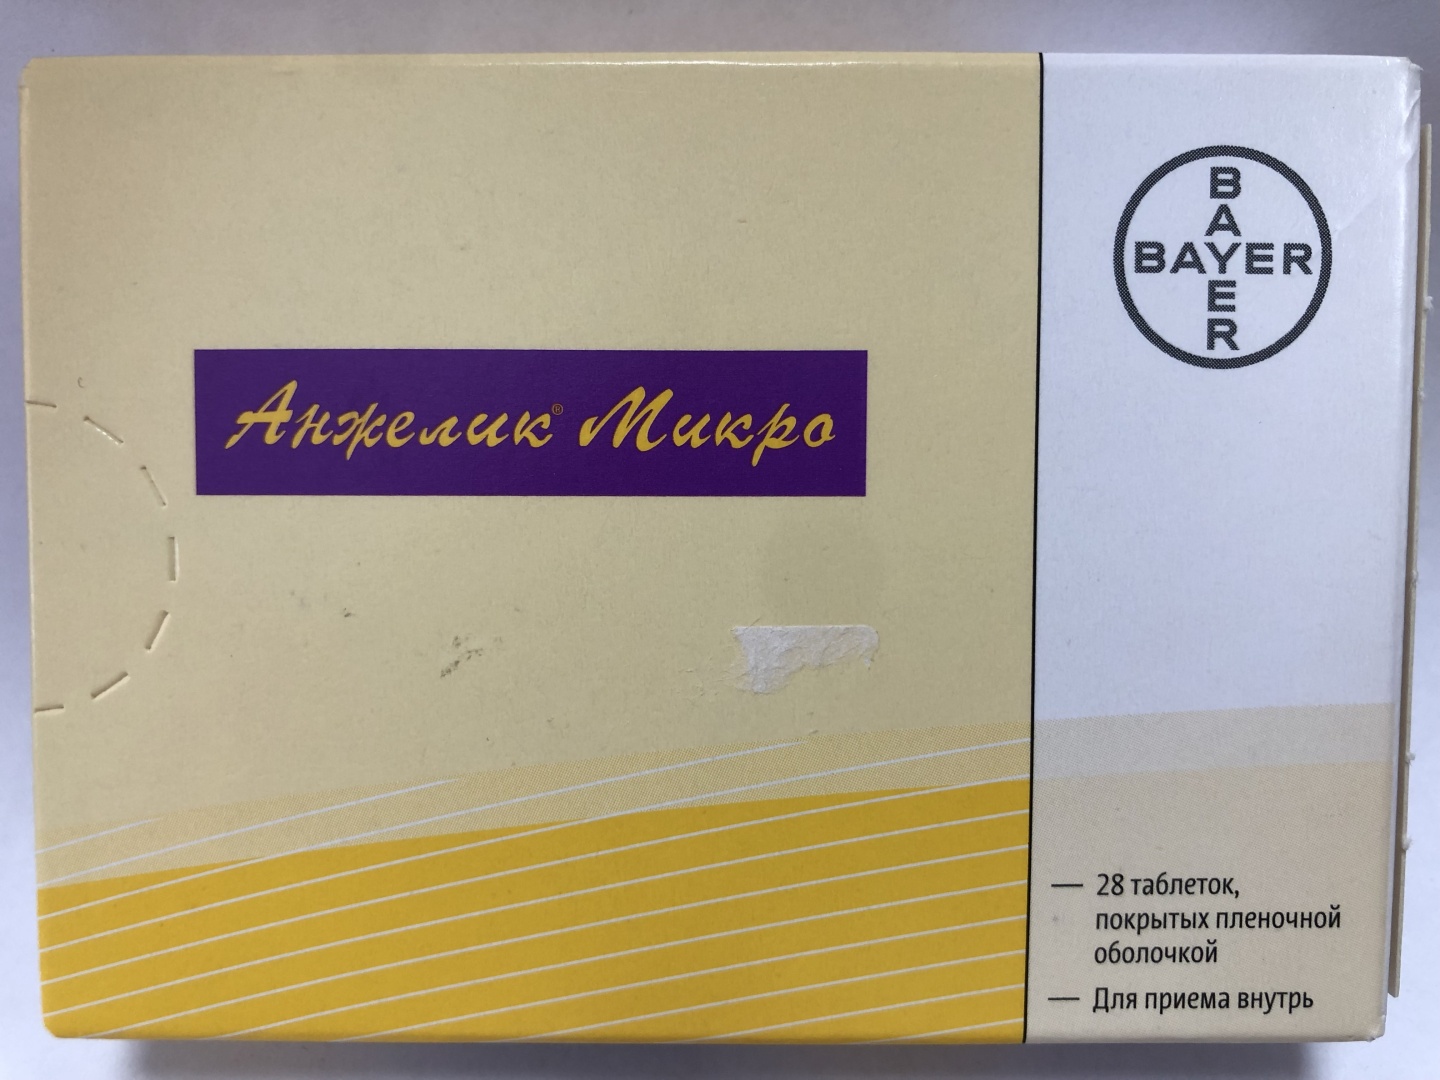 Анжелик® Микро
BAYER
BAYER
— 28 таблеток,
покрытых пленочной
оболочкой
— Для приема внутрь